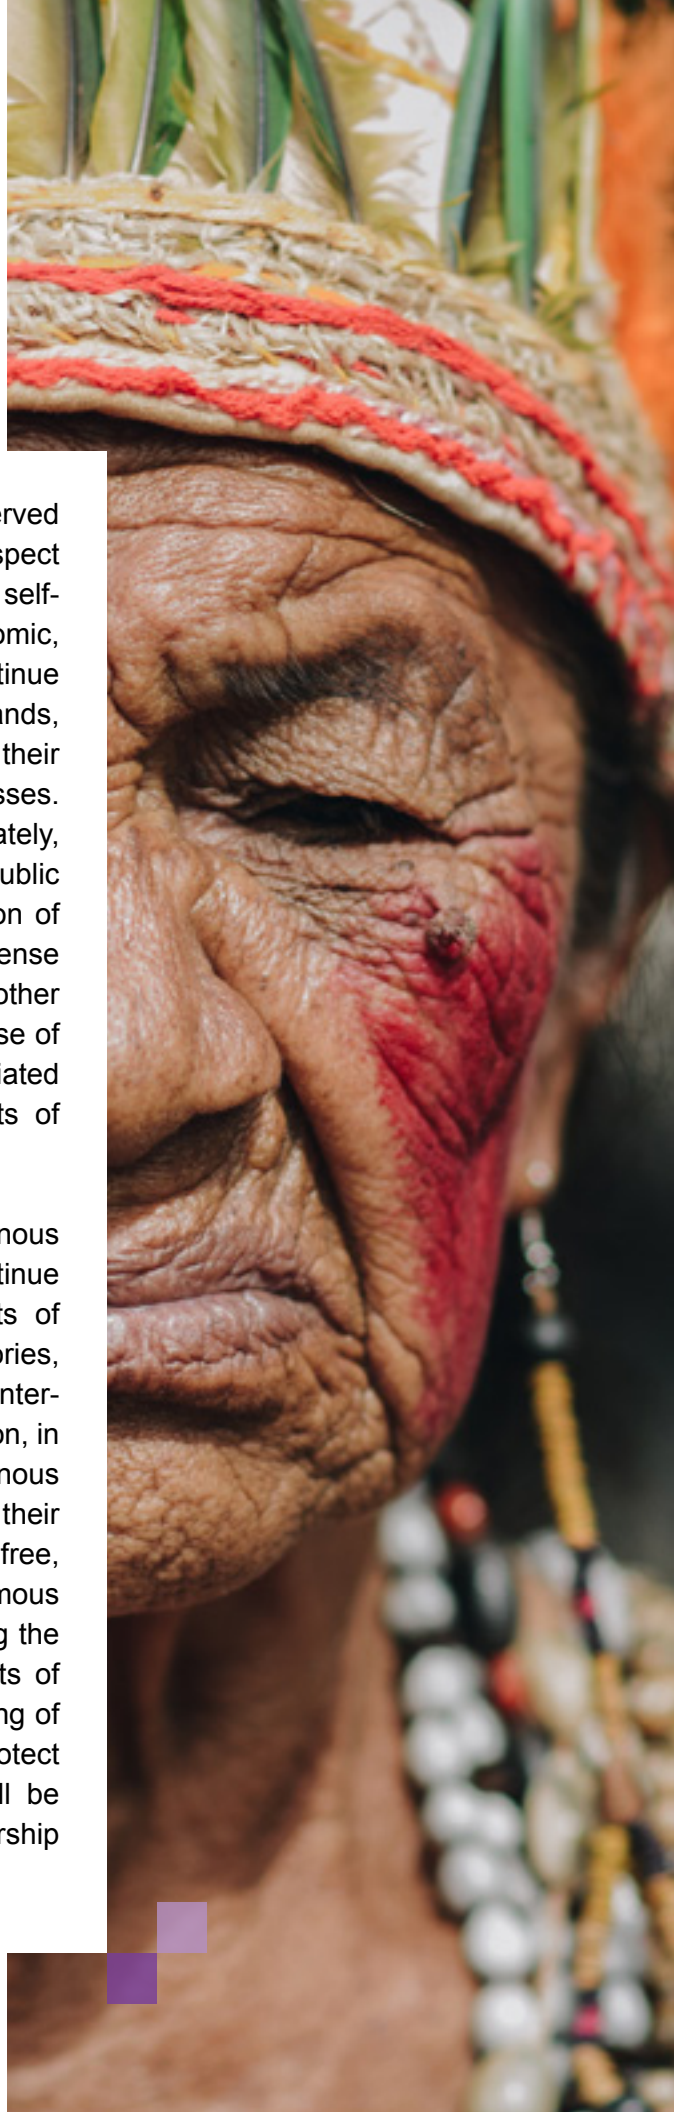 erved
spect
self-
omic,
tinue
ands,
their
sses.
ately,
ublic
on of
ense
other
se of
iated
ts of
nous
tinue
ts of
ories,
nter-
on, in
nous
their
free,
mous
g the
ts of
ng of
otect
ll be
rship